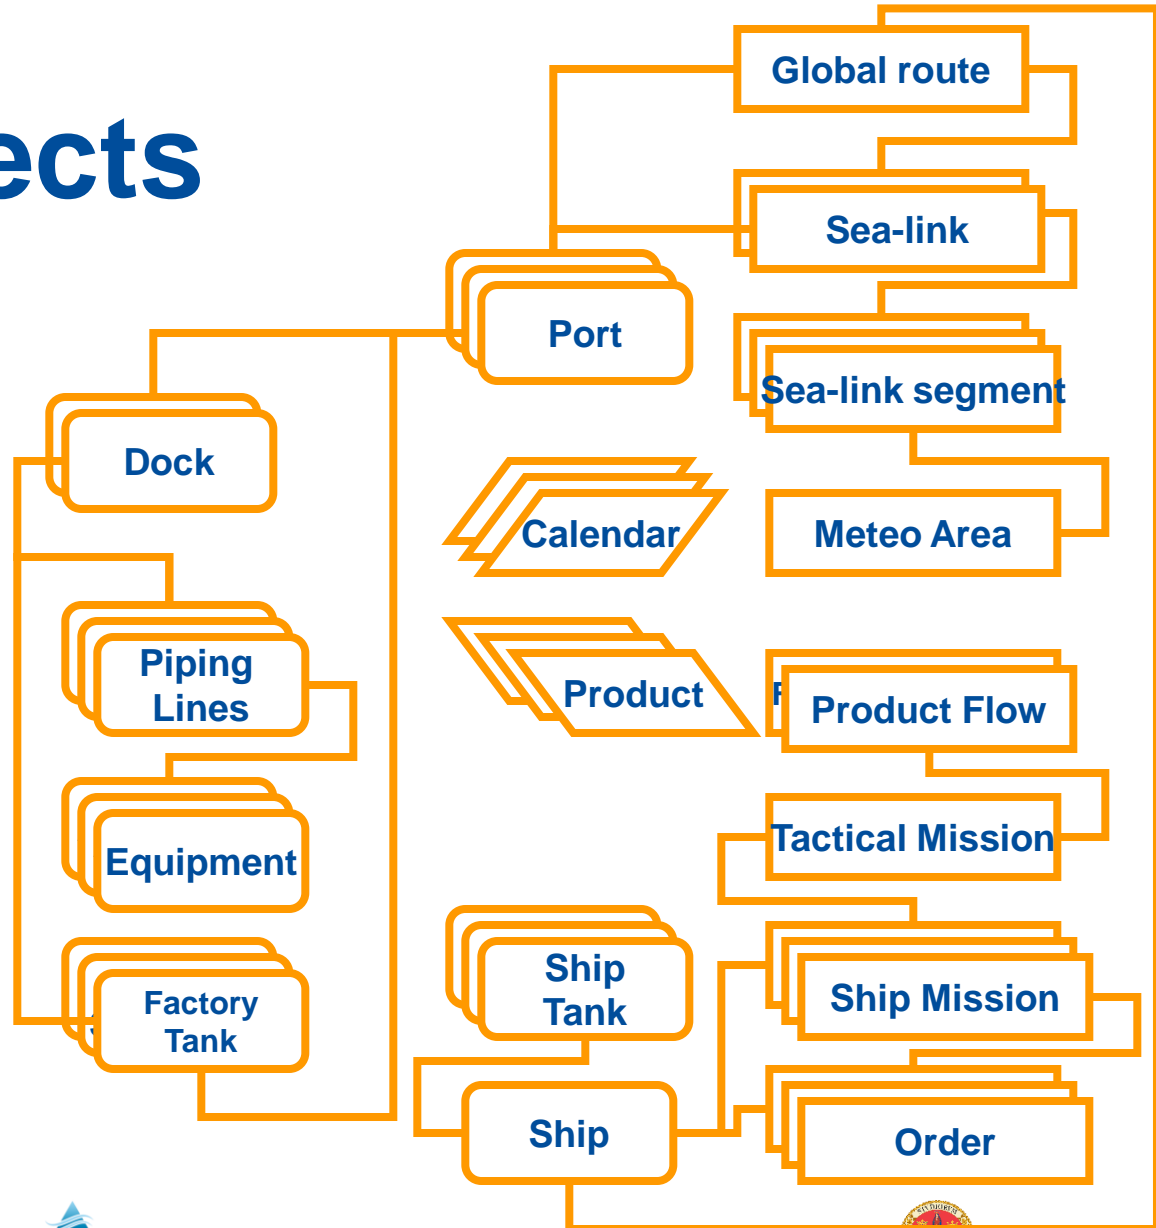 Global route
ects
Sea-link
Port
Sea-link segment
Dock
Calendar
Meteo Area
Piping
Lines
Product
Product Flow
Equipment
Tactical Mission
Ship
Tank
Factory
Tank
Ship Mission
Ship
Order